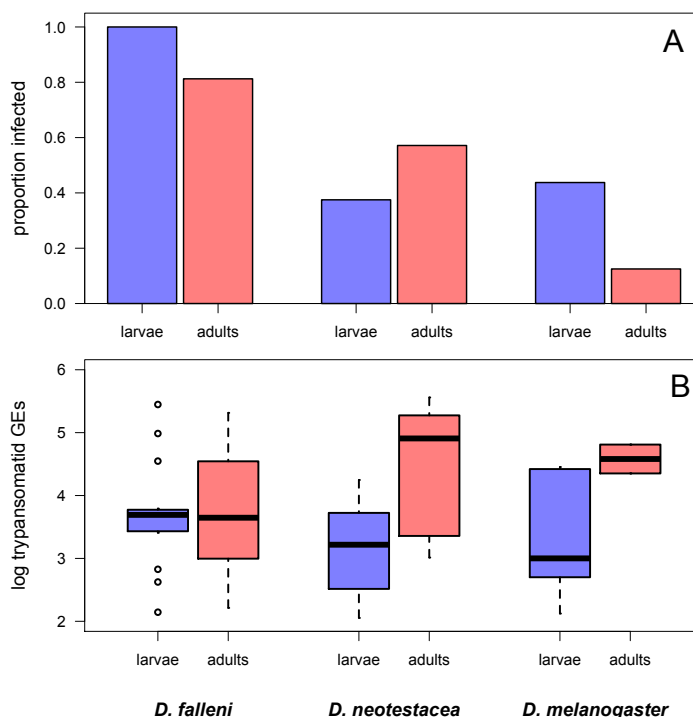 A
proportion infected
1.0
0.8
0.6
0.4
0.2
0.0
larvae adults larvae adults larvae adults
B
log trypansomatid GEs
6
5
4
3
2
larvae adults larvae adults larvae adults
D. falleni D. neotestacea D. melanogaster